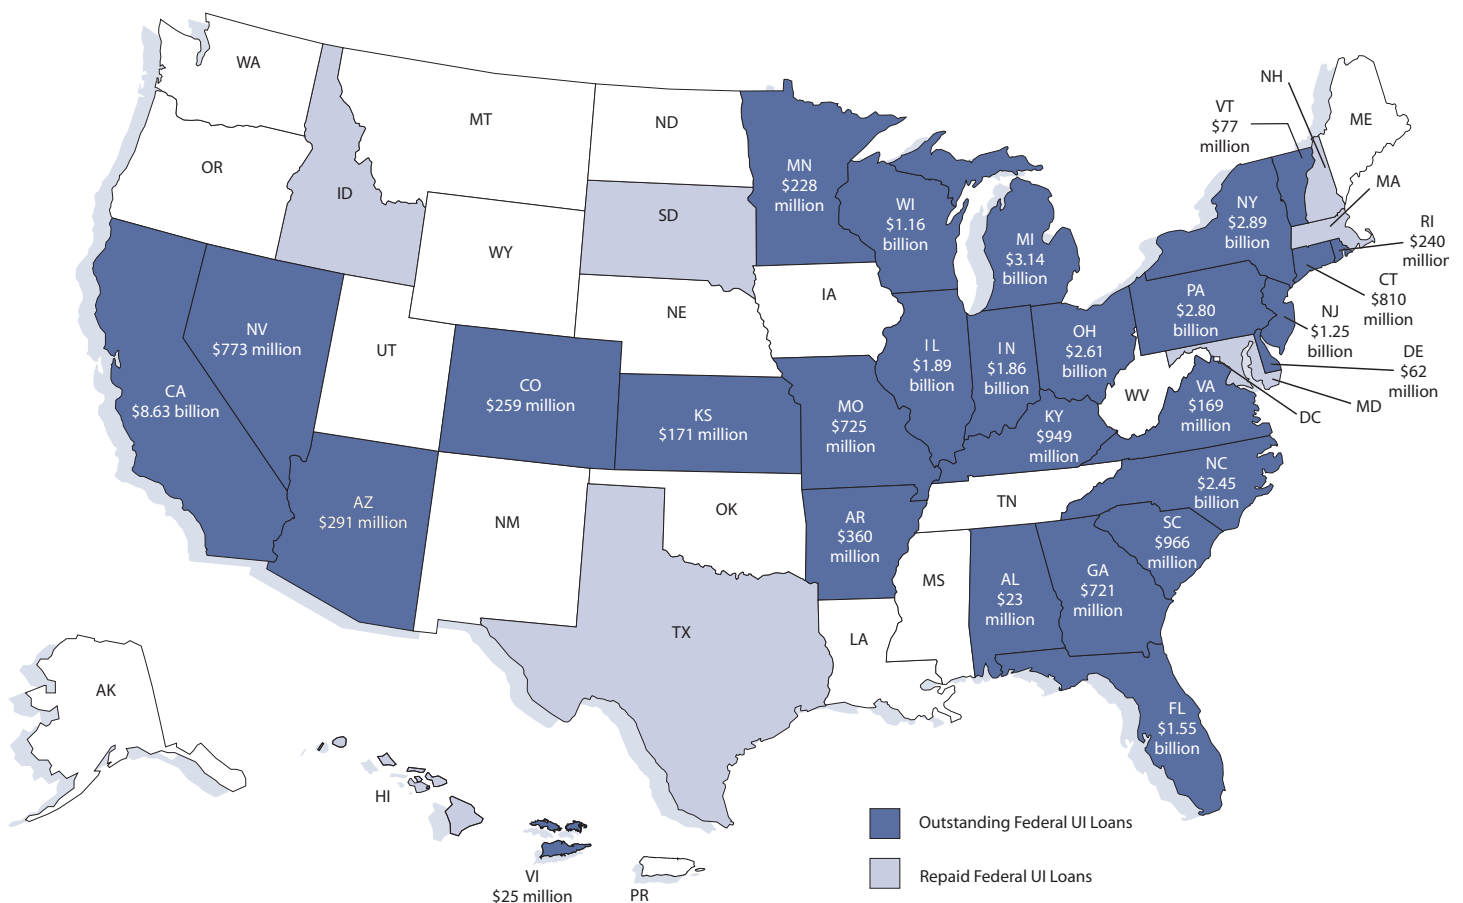 WA
MT
ND
OR
ID
SD
WY
NE
IA
MN
$228
million
WI
$1.16
billion
MI
$3.14
billion
NH
VT
$77
million
ME
MA
NY
$2.89
billion
RI
$240
million
CT
$810
million
PA
$2.80
billion
NJ
$1.25
billion
DE
$62
million
MD
DC
NV
$773 million
UT
CA
$8.63 billion
CO
$259 million
KS
$171 million
MO
$725
million
IL
$1.89
billion
IN
$1.86
billion
OH
$2.61
billion
WV
VA
$169
million
KY
$949
million
NC
$2.45
billion
TN
SC
$966
million
AZ
$291 million
NM
OK
AR
$360
million
MS
AL
$23
million
GA
$721
million
TX
LA
FL
$1.55
billion
AK
HI
VI
$25 million
PR
Outstanding Federal UI Loans
Repaid Federal UI Loans